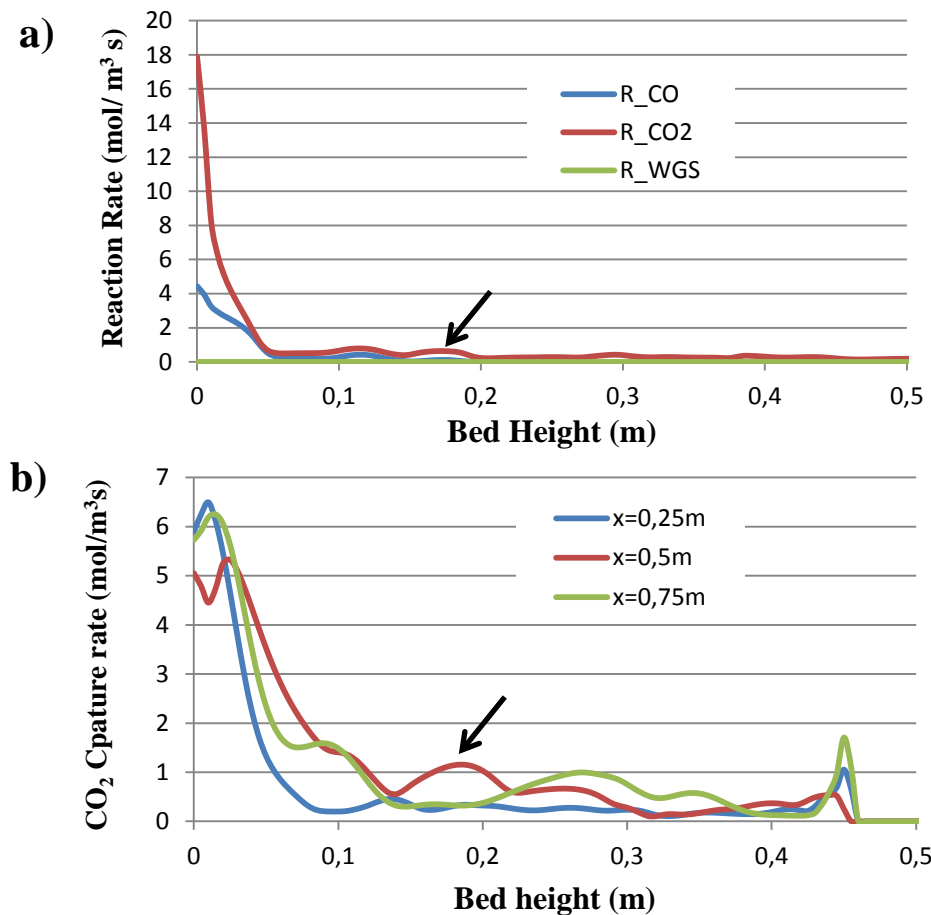 a)
Reaction Rate (mol/ m³ s)
20
18
16
14
12
10
8
6
4
2
0
R_CO
R_CO2
R_WGS
0 0,1 0,2 0,3 0,4 0,5
Bed Height (m)
b)
CO₂ Cpature rate (mol/m³s)
7
6
5
4
3
2
1
0
x=0,25m
x=0,5m
x=0,75m
0 0,1 0,2 0,3 0,4 0,5
Bed height (m)